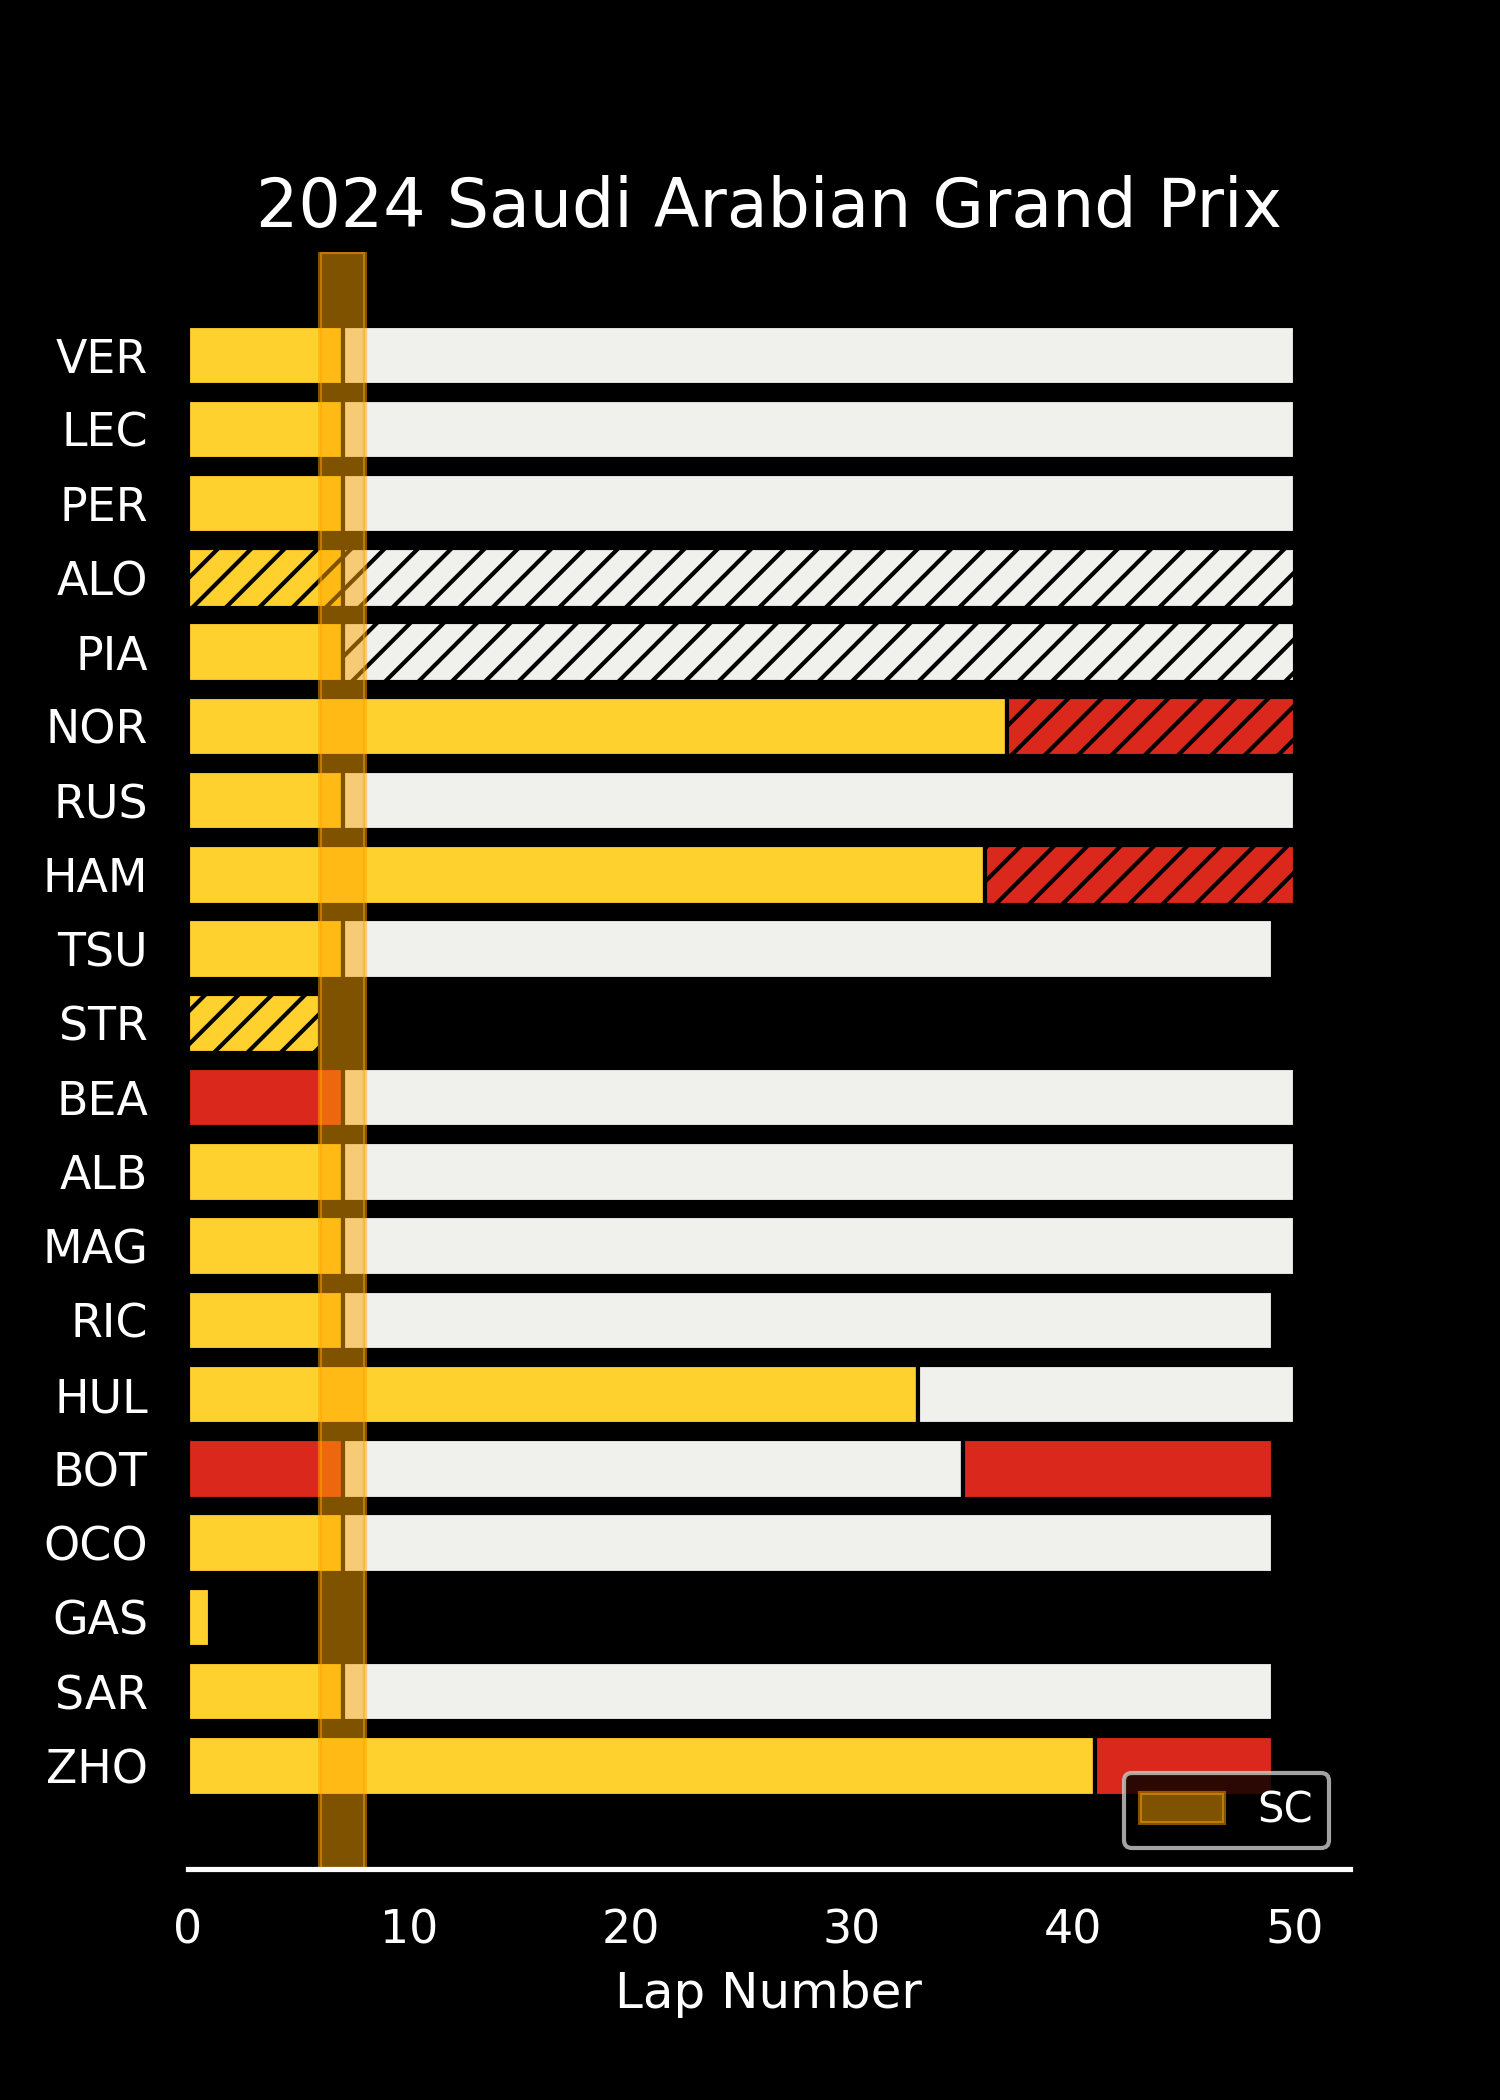 2024 Saudi Arabian Grand Prix
VER
LEC
PER
ALO
PIA
NOR
RUS
HAM
TSU
STR
BEA
ALB
MAG
RIC
HUL
BOT
OCO
GAS
SAR
ZHO
SC
0 10 20 30 40 50
Lap Number